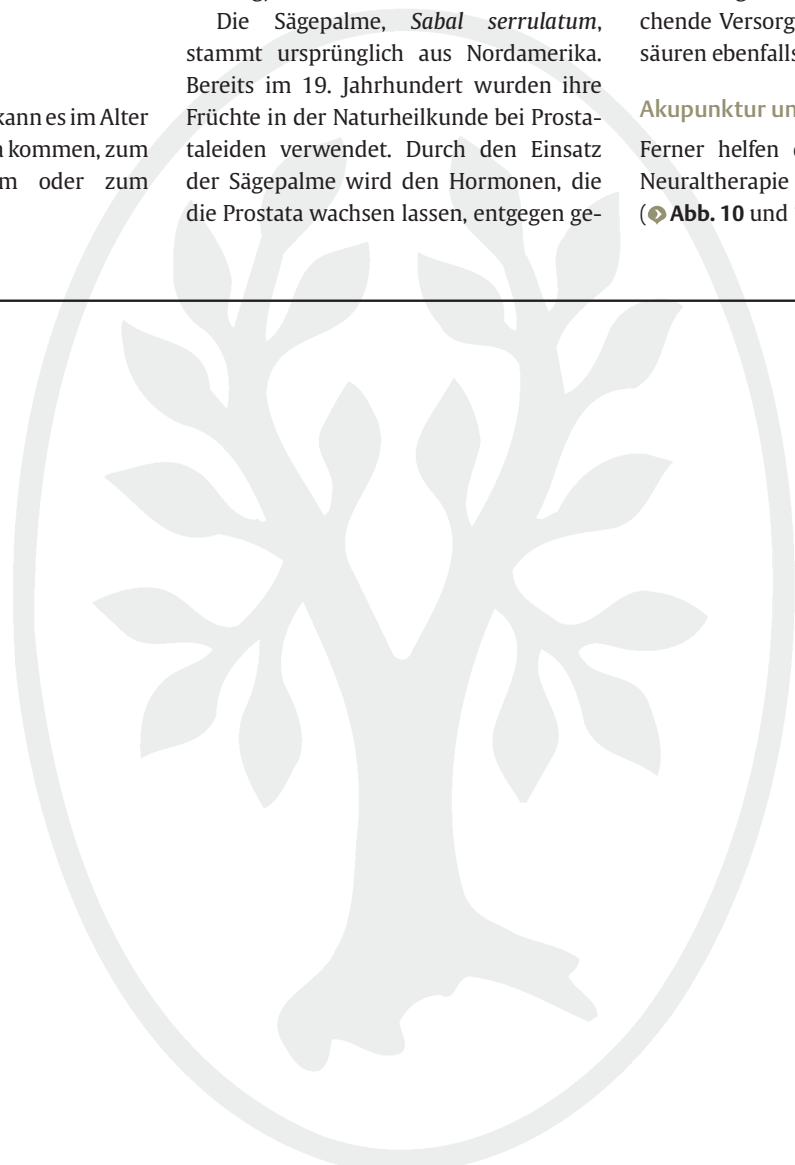 kann es im Alter
kommen, zum
oder zum
Die Sägepalme, Sabal serrulatum,
stammt ursprünglich aus Nordamerika.
Bereits im 19. Jahrhundert wurden ihre
Früchte in der Naturheilkunde bei Prosta-
taleiden verwendet. Durch den Einsatz
der Sägepalme wird den Hormonen, die
die Prostata wachsen lassen, entgegen ge-
chende Versorg
säuren ebenfalls
Akupunktur un
Ferner helfen
Neuraltherapie
(Abb. 10 und